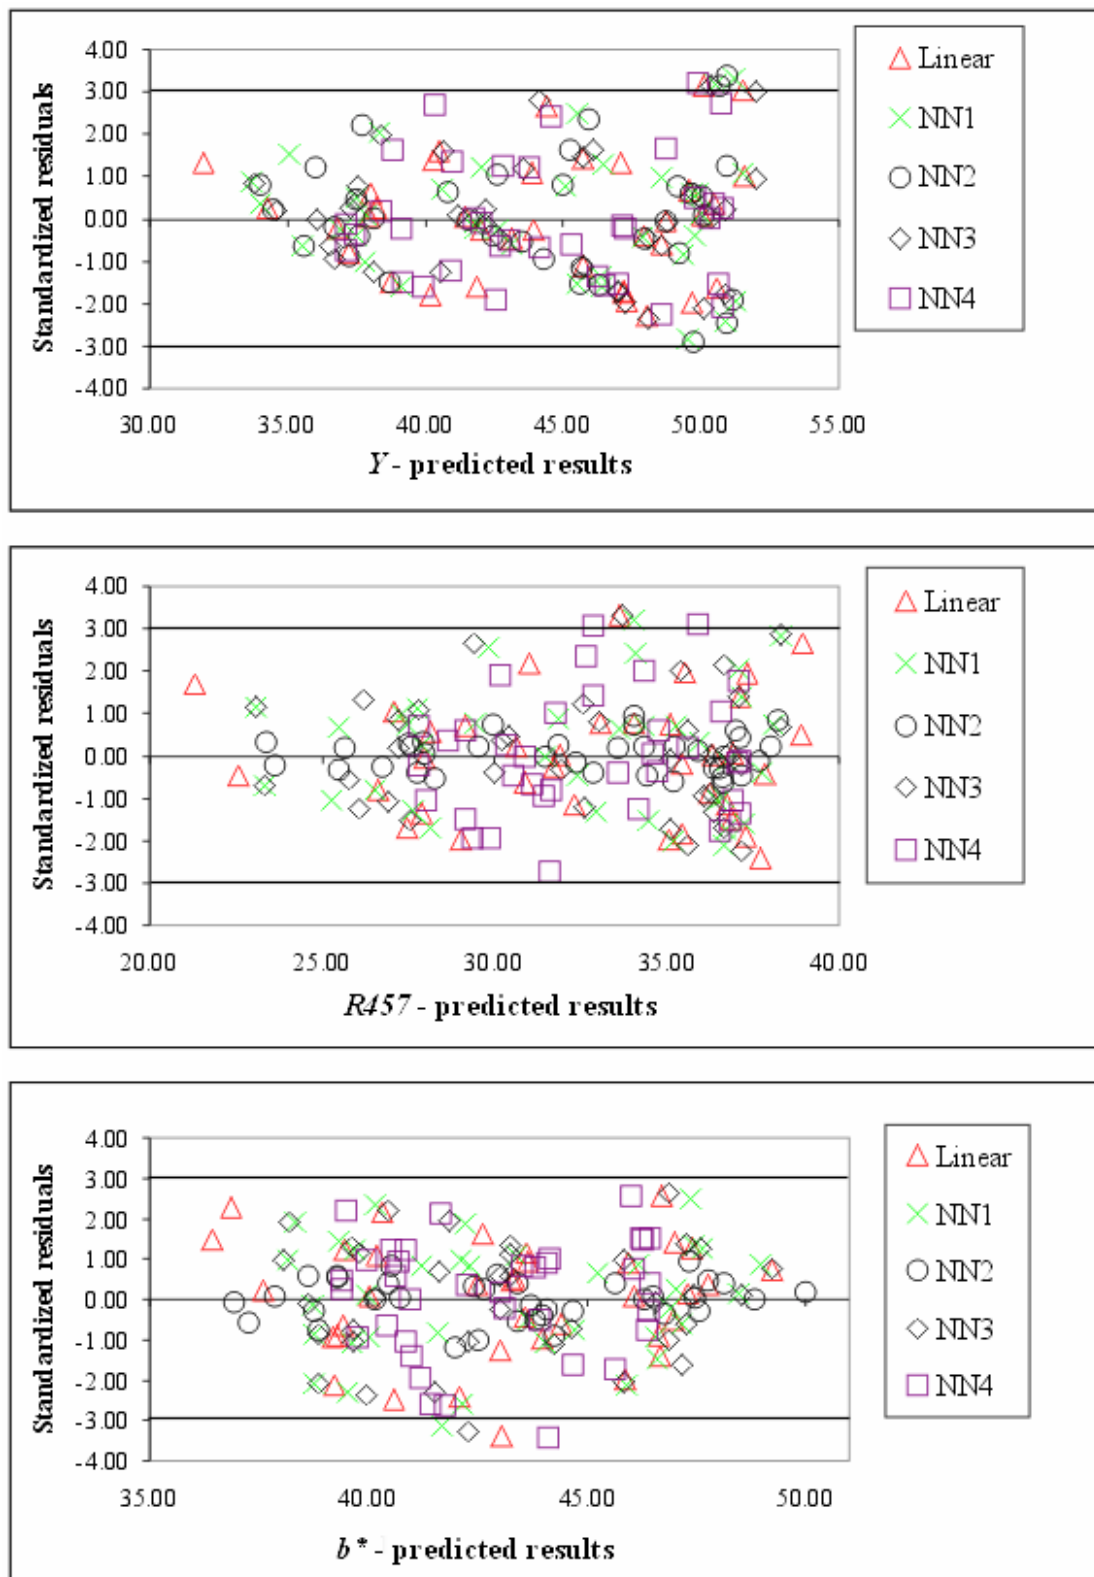 4.00
3.00
2.00
1.00
0.00
-1.00
-2.00
-3.00
-4.00
Standardized residuals
30.00 35.00 40.00 45.00 50.00 55.00
Y - predicted results
Linear
NN1
NN2
NN3
NN4
4.00
3.00
2.00
1.00
0.00
-1.00
-2.00
-3.00
-4.00
Standardized residuals
20.00 25.00 30.00 35.00 40.00
R457 - predicted results
Linear
NN1
NN2
NN3
NN4
4.00
3.00
2.00
1.00
0.00
-1.00
-2.00
-3.00
-4.00
Standardized residuals
35.00 40.00 45.00 50.00
b* - predicted results
Linear
NN1
NN2
NN3
NN4